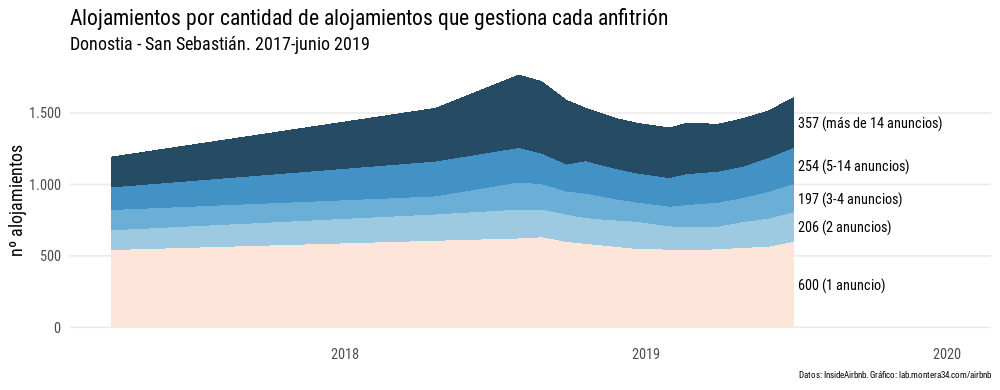 Alojamientos por cantidad de alojamientos que gestiona cada anfitrión
Donostia - San Sebastián. 2017-junio 2019
nº alojamientos
1.500
1.000
500
0
357 (más de 14 anuncios)
254 (5-14 anuncios)
197 (3-4 anuncios)
206 (2 anuncios)
600 (1 anuncio)
2018
2019
2020
Datos: InsideAirbnb. Gráfico: lab.montera34.com/airbnb